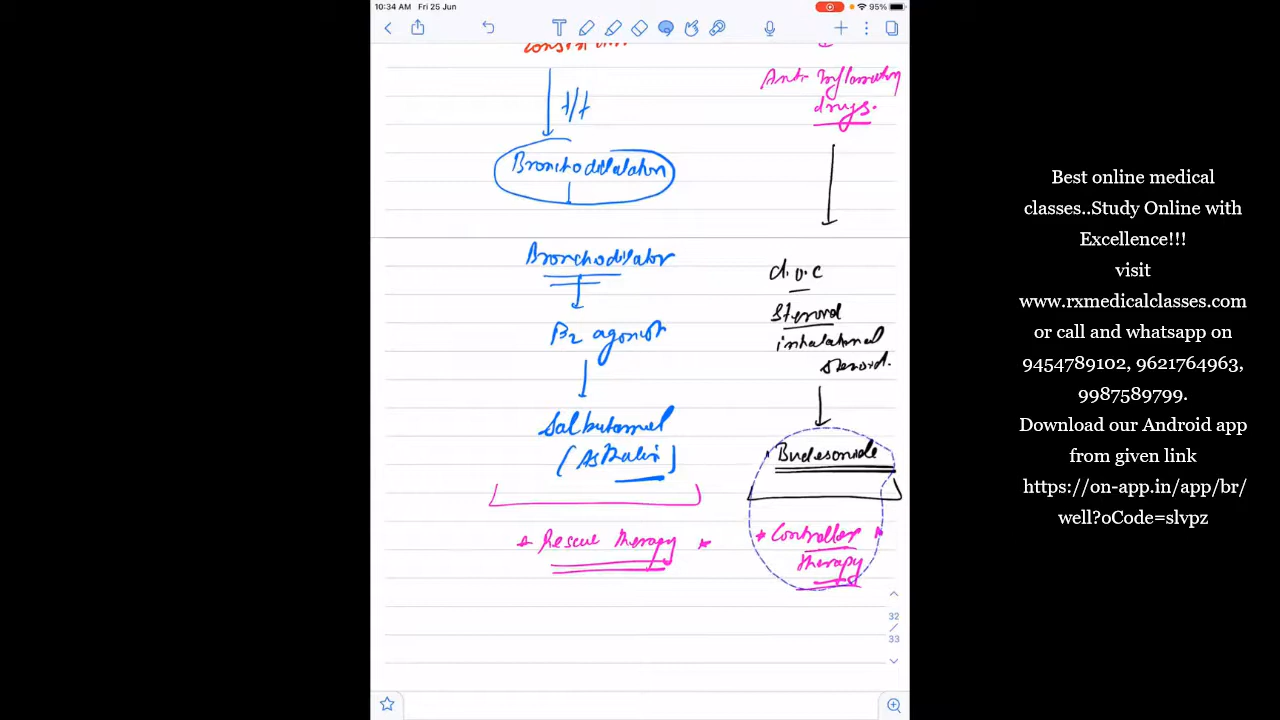 10:34 AM Fri 25 Jun
95%
t/t
Bronchodilatation
Bronchodilator
B2 agonist
Salbutamol
(Asthalin)
* Rescue therapy *
Anti Inflammatory
drugs.
d.o.c
Steroid
inhalational
steroid.
Budesonide
* Controller *
therapy
32
33
Best online medical
classes..Study Online with
Excellence!!!
visit
www.rxmedicalclasses.com
or call and whatsapp on
9454789102, 9621764963,
9987589799.
Download our Android app
from given link
https://on-app.in/app/br/
well?oCode=slvpz